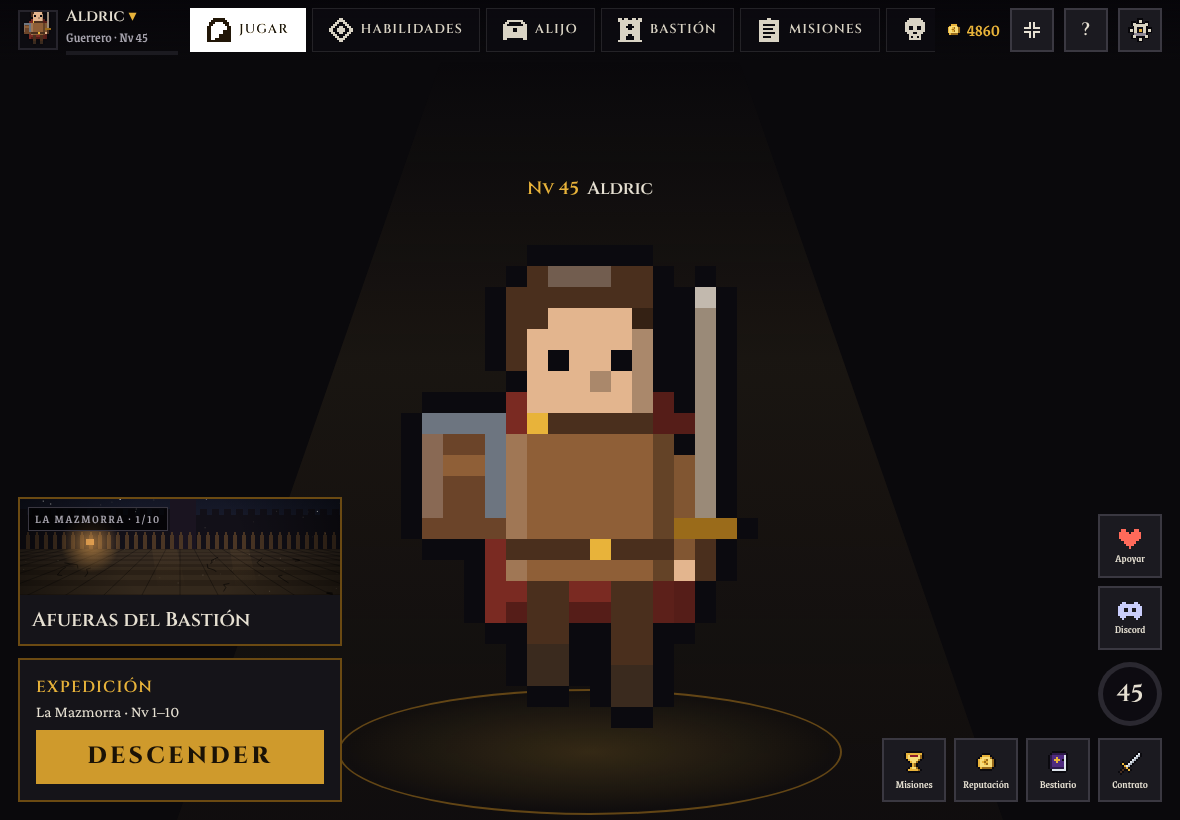 ALDRIC ▾
Guerrero · Nv 45
JUGAR
HABILIDADES
ALIJO
BASTIÓN
MISIONES
4860
?
Nv 45 ALDRIC
LA MAZMORRA · 1/10
AFUERAS DEL BASTIÓN
EXPEDICIÓN
La Mazmorra · Nv 1–10
DESCENDER
Apoyar
Discord
45
Misiones
Reputación
Bestiario
Contrato